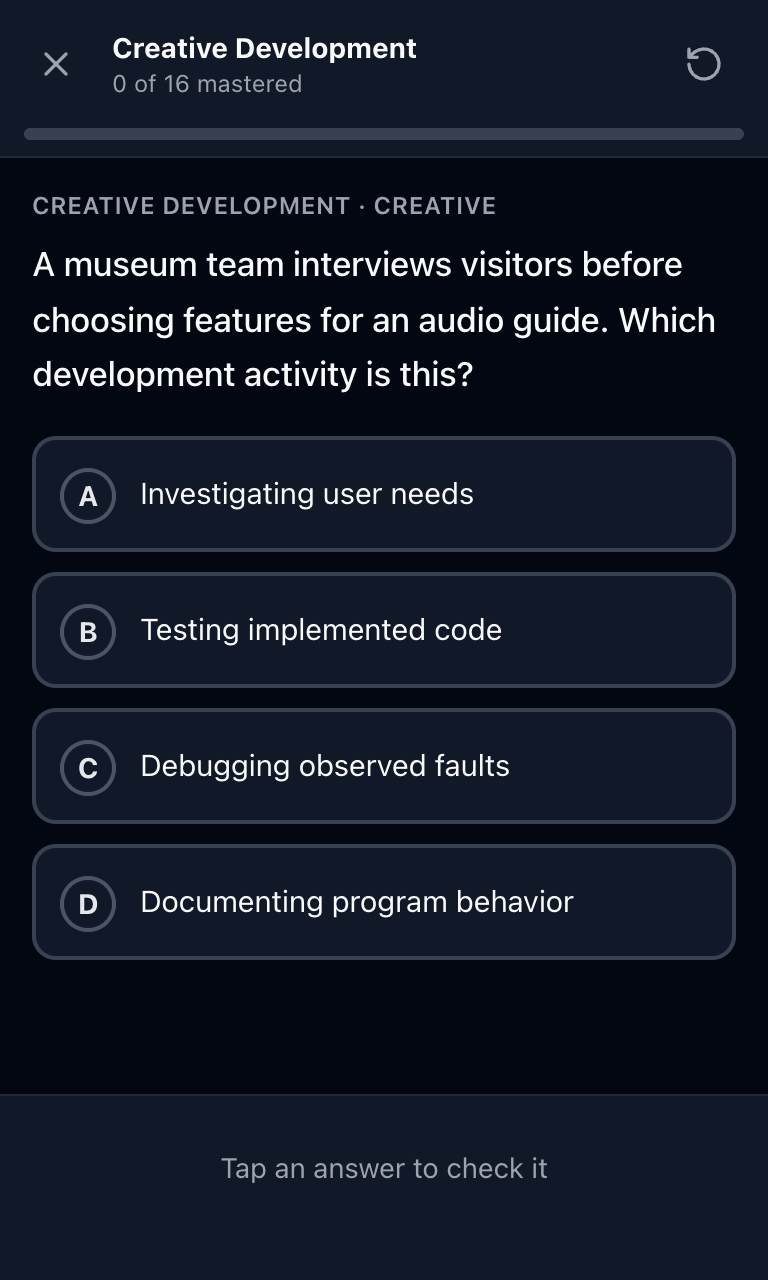 Creative Development
0 of 16 mastered
CREATIVE DEVELOPMENT · CREATIVE
A museum team interviews visitors before
choosing features for an audio guide. Which
development activity is this?
A Investigating user needs
B Testing implemented code
C Debugging observed faults
D Documenting program behavior
Tap an answer to check it